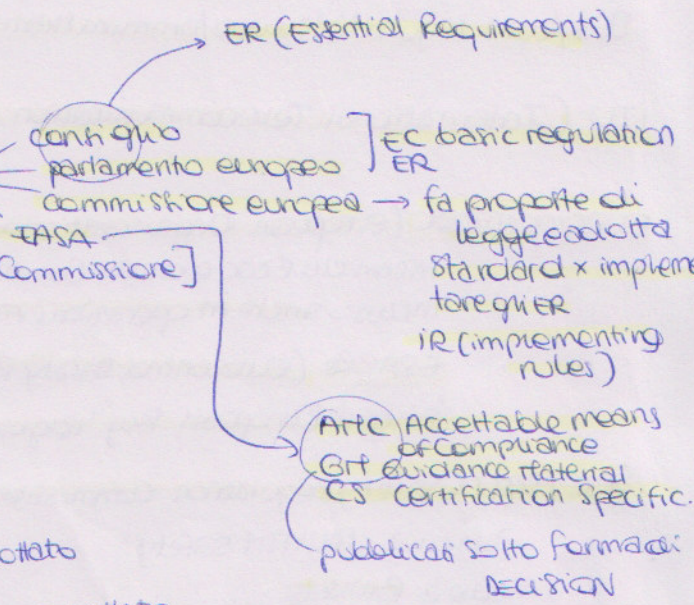 ER (Essential Requirements)
consiglio
parlamento europeo ] EC basic regulation
ER
commissione europea → fa proposte di
legge e adotta
standard x impleme
tare gli ER
IR (implementing
rules)
EASA
Commissione]
AMC Accettable means
of compliance
GM Guidance Material
CS Certification Specific.
pubblicati sotto forma di
DECISION
ottato